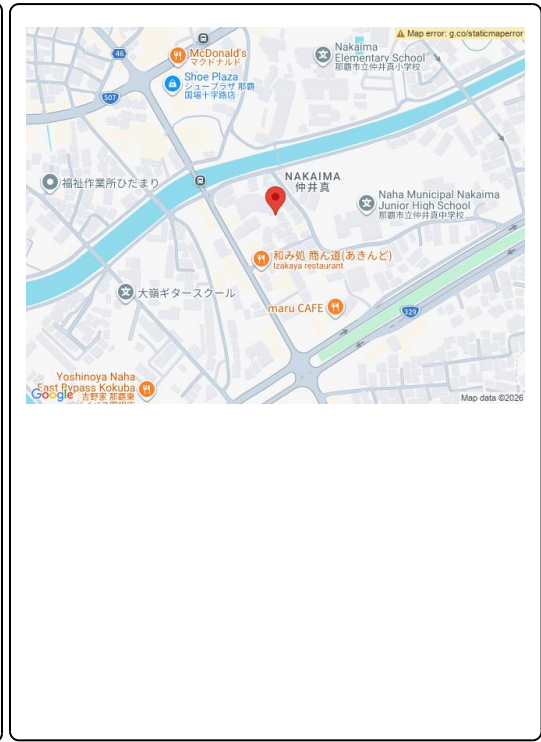 Map error: g.co/staticmaperror
46
McDonald's
マクドナルド
Nakaima
Elementary School
那覇市立仲井真小学校
Shoe Plaza
シュープラザ 那覇
国場十字路店
507
NAKAIMA
仲井真
福祉作業所ひだまり
Naha Municipal Nakaima
Junior High School
那覇市立仲井真中学校
和み処 商ん道(あきんど)
Izakaya restaurant
大嶺ギタースクール
maru CAFE
329
Yoshinoya Naha
East Bypass Kokuba
吉野家 那覇東
Google
Map data ©2026